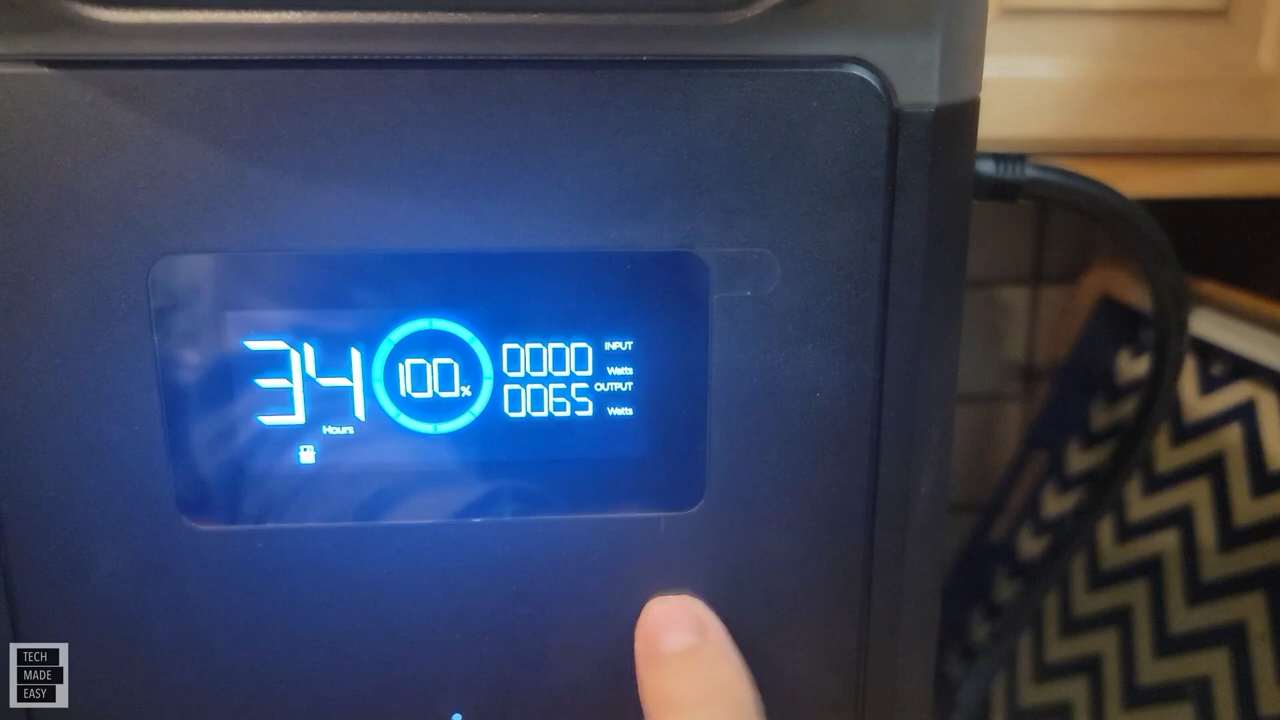 34
Hours
100%
0000 INPUT
Watts
0065 OUTPUT
Watts
TECH
MADE
EASY